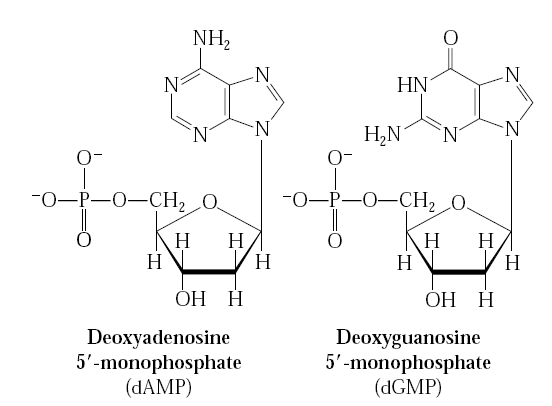 NH2
N N
N N
O
HN N
H2N N N
O− O−
−O—P—O—CH2 O −O—P—O—CH2 O
O O
H H H H H H H H
OH H OH H
Deoxyadenosine
5′-monophosphate
(dAMP)
Deoxyguanosine
5′-monophosphate
(dGMP)